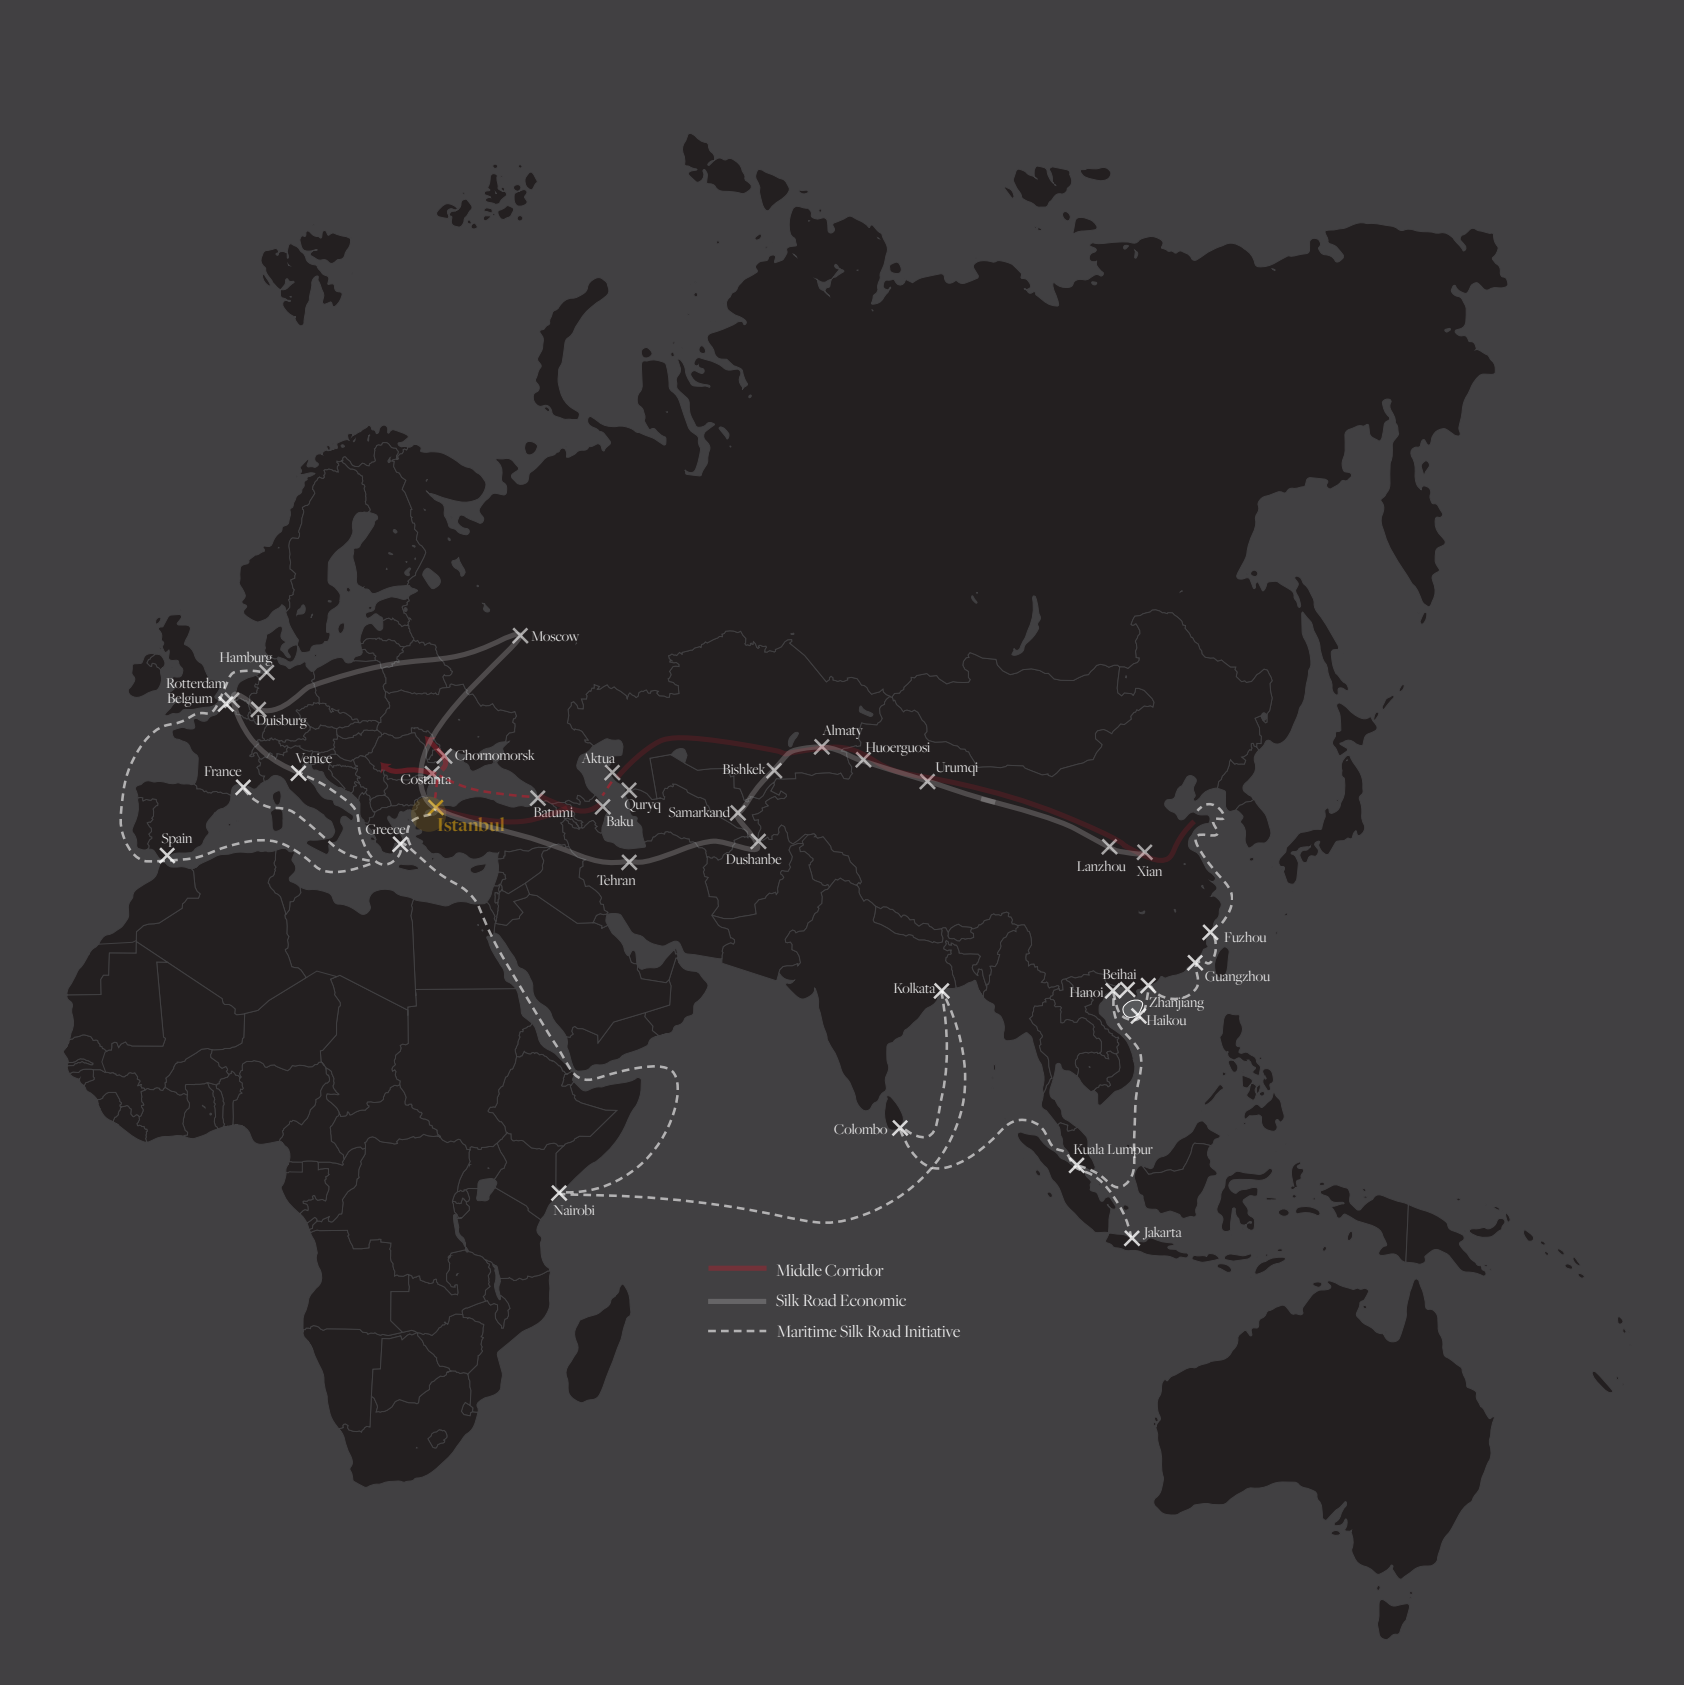 Moscow
Hamburg
Rotterdam
Belgium
Duisburg
Almaty
Huoerguosi
Chornomorsk
Venice
Aktua
Urumqi
France
Costanta
Bishkek
Quryq
Batumi
Samarkand
Baku
Istanbul
Greece
Spain
Dushanbe
Lanzhou
Xian
Tehran
Fuzhou
Beihai
Guangzhou
Kolkata
Hanoi
Zhanjiang
Haikou
Colombo
Kuala Lumpur
Nairobi
Jakarta
Middle Corridor
Silk Road Economic
Maritime Silk Road Initiative